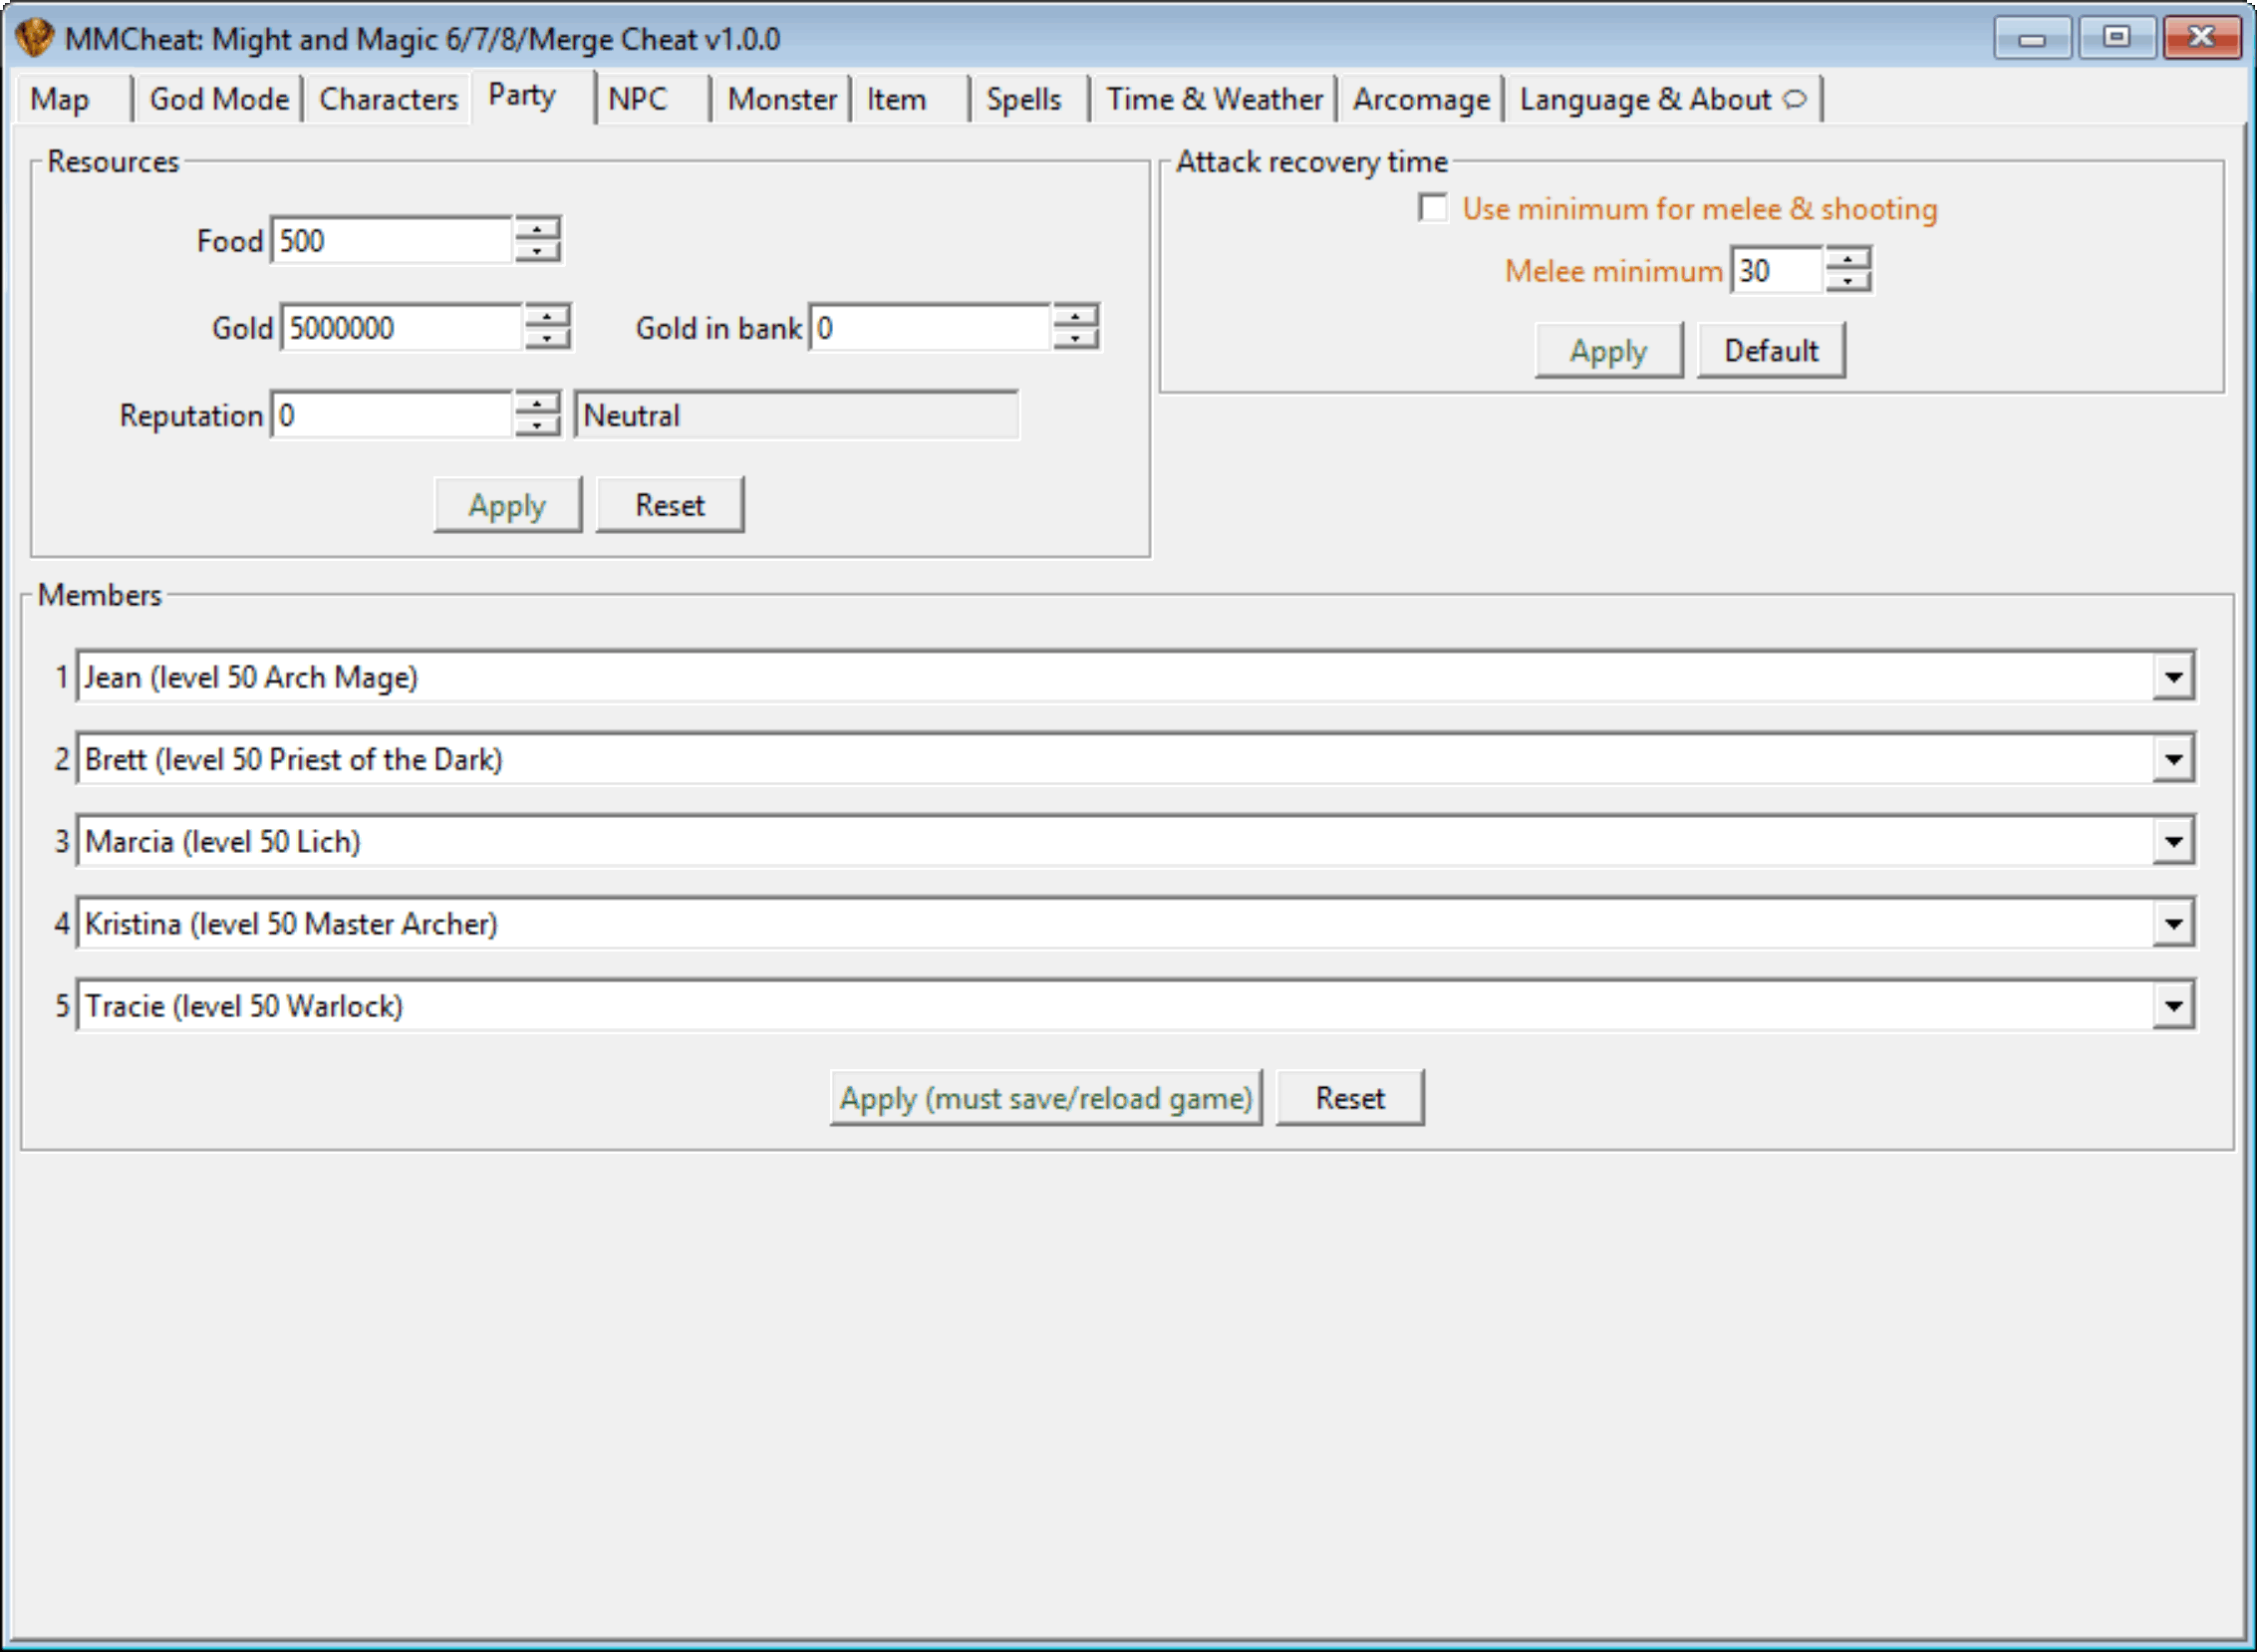 MMCheat: Might and Magic 6/7/8/Merge Cheat v1.0.0
Map God Mode Characters Party NPC Monster Item Spells Time & Weather Arcomage Language & About
Resources
Food 500
Gold 5000000 Gold in bank 0
Reputation 0 Neutral
Apply Reset
Attack recovery time
Use minimum for melee & shooting
Melee minimum 30
Apply Default
Members
1 Jean (level 50 Arch Mage)
2 Brett (level 50 Priest of the Dark)
3 Marcia (level 50 Lich)
4 Kristina (level 50 Master Archer)
5 Tracie (level 50 Warlock)
Apply (must save/reload game) Reset